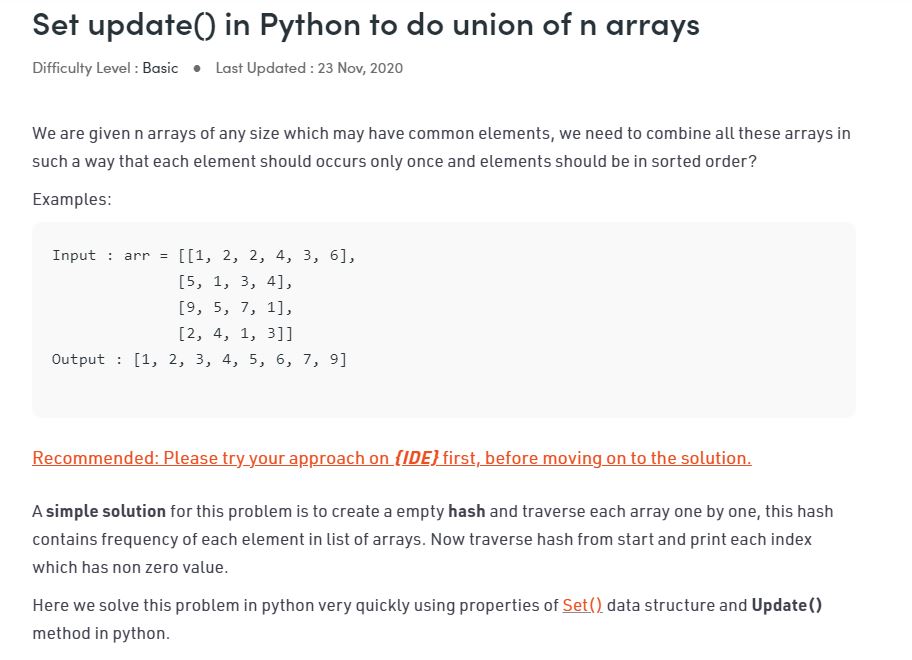 Set update() in Python to do union of n arrays
Difficulty Level : Basic ● Last Updated : 23 Nov, 2020
We are given n arrays of any size which may have common elements, we need to combine all these arrays in
such a way that each element should occurs only once and elements should be in sorted order?
Examples:
Input : arr = [[1, 2, 2, 4, 3, 6],
[5, 1, 3, 4],
[9, 5, 7, 1],
[2, 4, 1, 3]]
Output : [1, 2, 3, 4, 5, 6, 7, 9]
Recommended: Please try your approach on {IDE} first, before moving on to the solution.
A simple solution for this problem is to create a empty hash and traverse each array one by one, this hash
contains frequency of each element in list of arrays. Now traverse hash from start and print each index
which has non zero value.
Here we solve this problem in python very quickly using properties of Set() data structure and Update()
method in python.